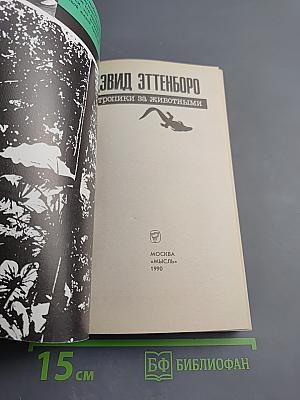 ЭВИД ЭТТЕНБОРО
ТРОПИКИ ЗА ЖИВОТНЫМИ
МОСКВА
«МЫСЛЬ»
1990
15 см
БФ БИБЛИОФАН